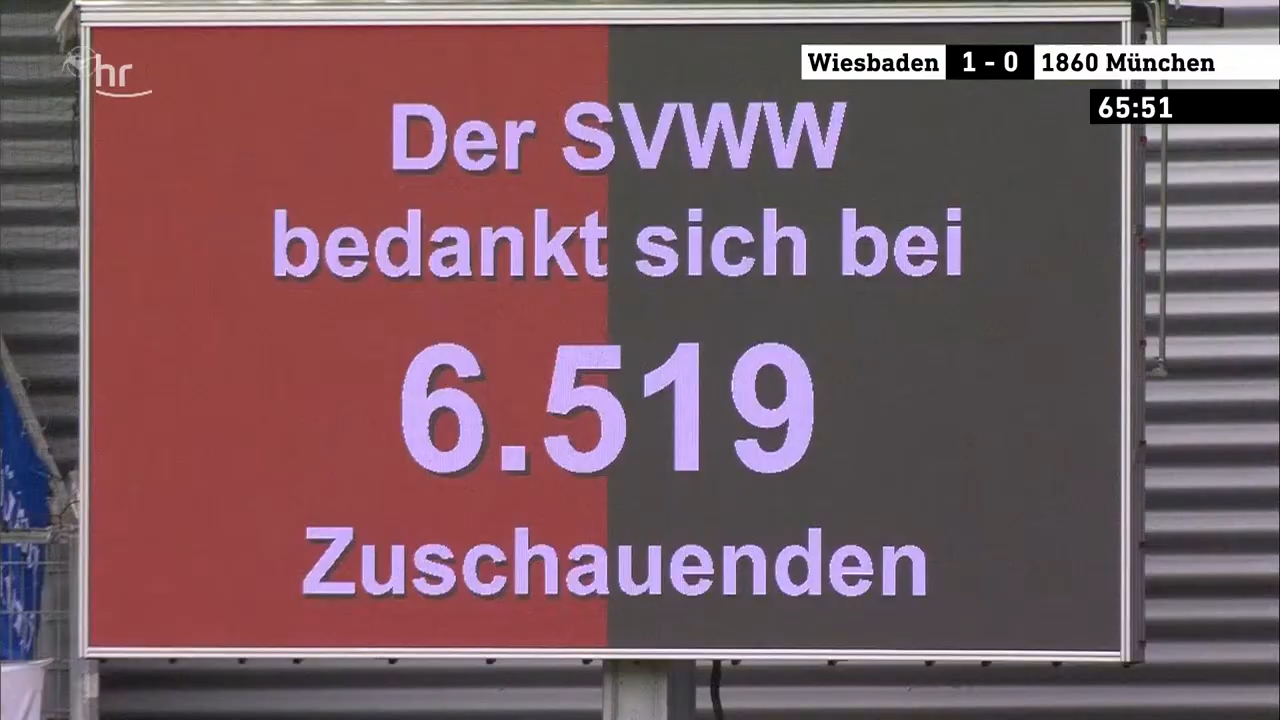 hr
Wiesbaden 1 - 0 1860 München
65:51
Der SVWW
bedankt sich bei
6.519
Zuschauenden